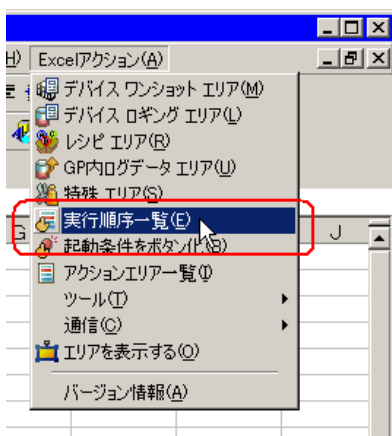 H) Excelアクション(A)
デバイス ワンショット エリア(M)
デバイス ロギング エリア(L)
レシピ エリア(R)
GP内ログデータ エリア(U)
特殊 エリア(S)
実行順序一覧(E)
起動条件をボタン化(B)
G J
アクションエリア一覧(I)
ツール(T)
通信(C)
エリアを表示する(O)
バージョン情報(A)